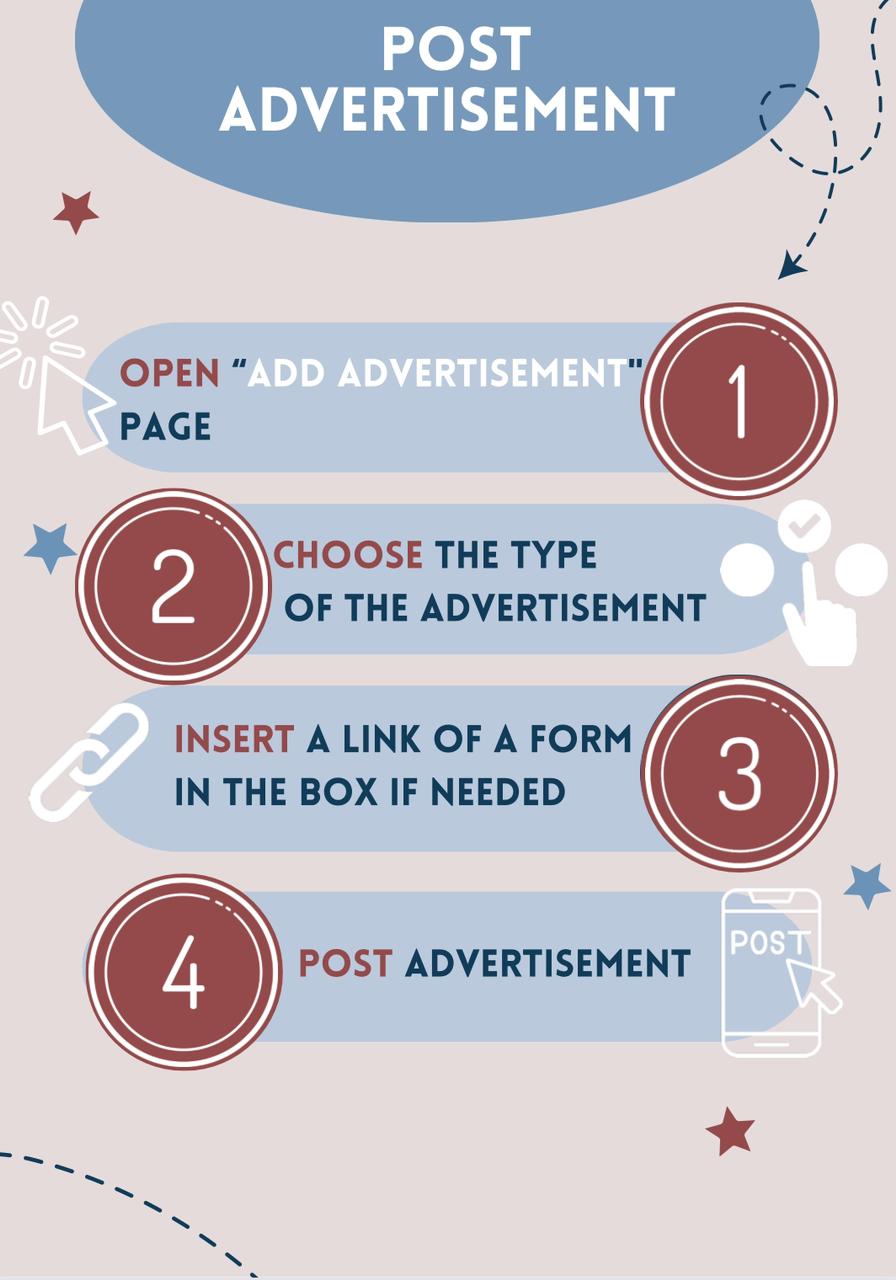 POST
ADVERTISEMENT
OPEN “ADD ADVERTISEMENT"
PAGE
1
2
CHOOSE THE TYPE
OF THE ADVERTISEMENT
INSERT A LINK OF A FORM
IN THE BOX IF NEEDED
3
4
POST ADVERTISEMENT
POST